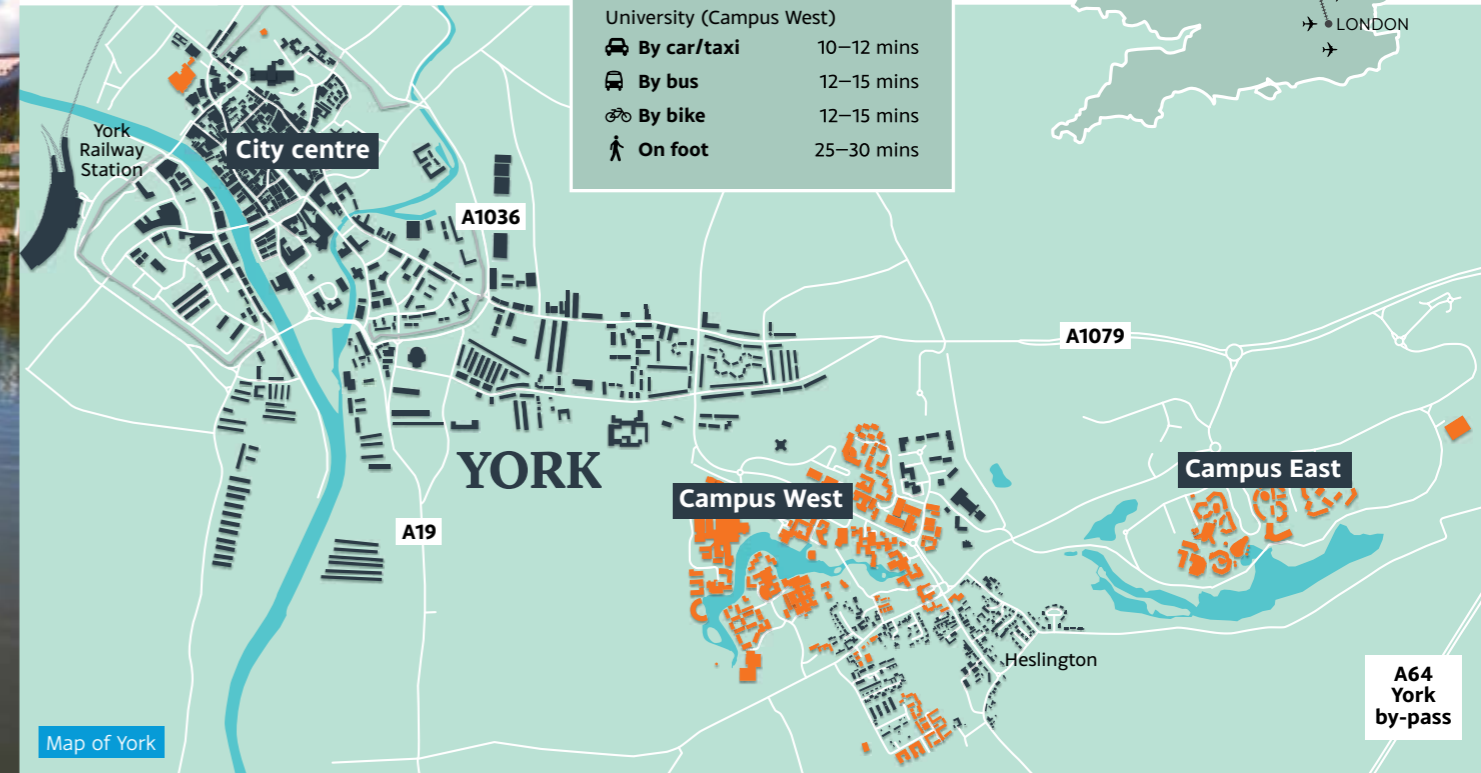 University (Campus West)
By car/taxi 10–12 mins
By bus 12–15 mins
By bike 12–15 mins
On foot 25–30 mins
LONDON
York
Railway
Station
City centre
A1036
A1079
YORK
Campus West
Campus East
A19
Heslington
A64
York
by-pass
Map of York